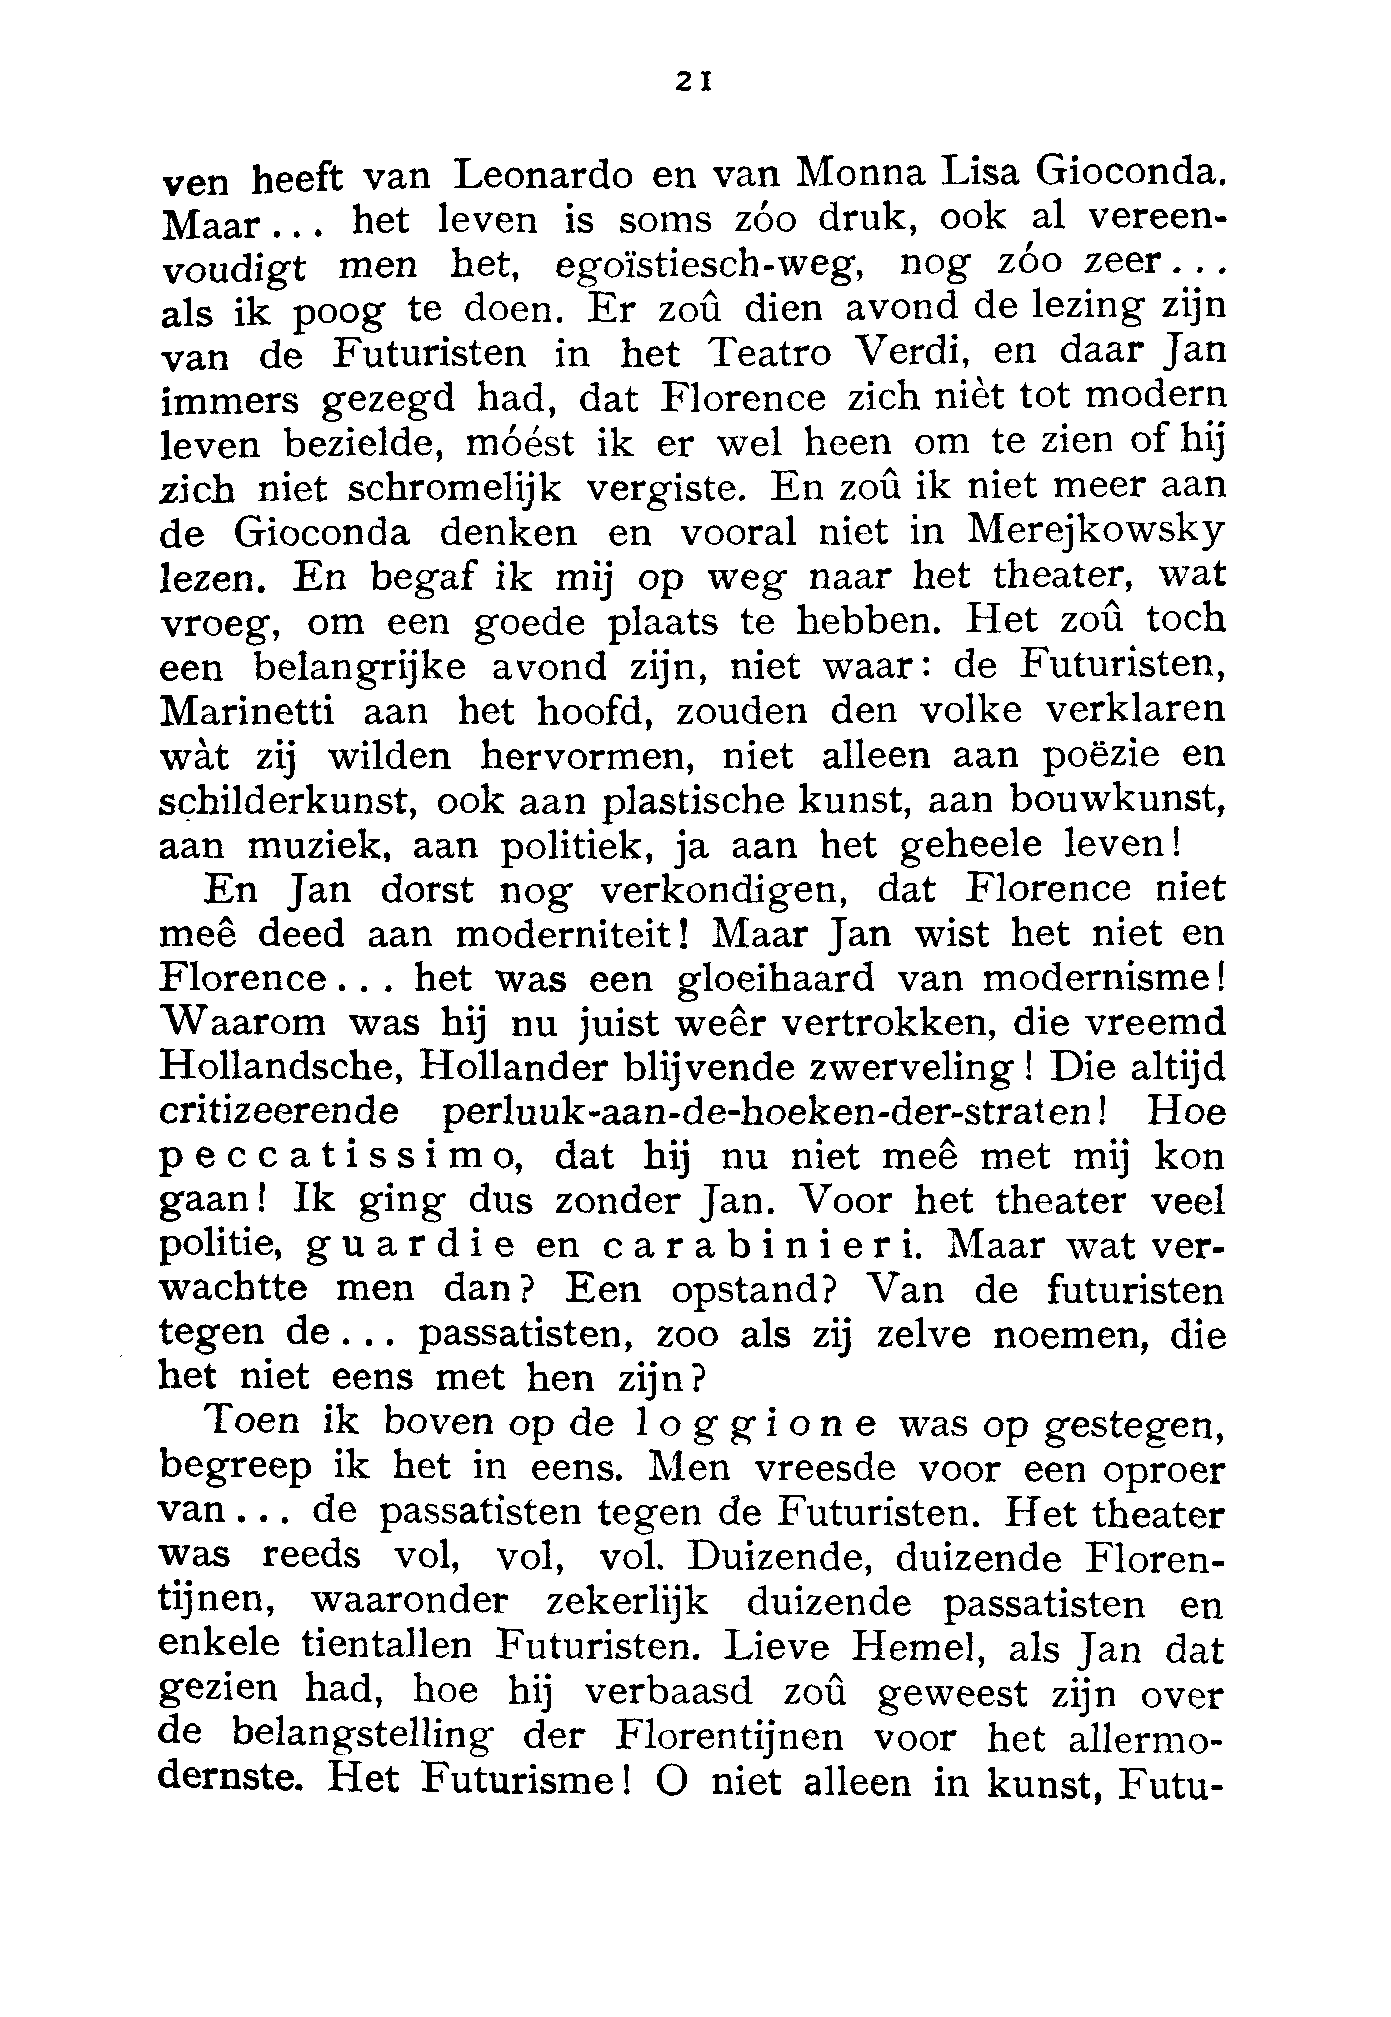 21
ven heeft van Leonardo en van Monna Lisa Gioconda.
Maar... het leven is soms zóo druk, ook al vereen-
voudigt men het, egoïstiesch-weg, nog zóo zeer...
als ik poog te doen. Er zoû dien avond de lezing zijn
van de Futuristen in het Teatro Verdi, en daar Jan
immers gezegd had, dat Florence zich nièt tot modern
leven bezielde, móést ik er wel heen om te zien of hij
zich niet schromelijk vergiste. En zoû ik niet meer aan
de Gioconda denken en vooral niet in Merejkowsky
lezen. En begaf ik mij op weg naar het theater, wat
vroeg, om een goede plaats te hebben. Het zoû toch
een belangrijke avond zijn, niet waar: de Futuristen,
Marinetti aan het hoofd, zouden den volke verklaren
wàt zij wilden hervormen, niet alleen aan poëzie en
schilderkunst, ook aan plastische kunst, aan bouwkunst,
aan muziek, aan politiek, ja aan het geheele leven!
En Jan dorst nog verkondigen, dat Florence niet
meê deed aan moderniteit! Maar Jan wist het niet en
Florence... het was een gloeihaard van modernisme!
Waarom was hij nu juist weêr vertrokken, die vreemd
Hollandsche, Hollander blijvende zwerveling! Die altijd
critizeerende perluuk-aan-de-hoeken-der-straten! Hoe
peccatissimo, dat hij nu niet meê met mij kon
gaan! Ik ging dus zonder Jan. Voor het theater veel
politie, guardie en carabinieri. Maar wat ver-
wachtte men dan? Een opstand? Van de futuristen
tegen de... passatisten, zoo als zij zelve noemen, die
het niet eens met hen zijn?
Toen ik boven op de loggione was op gestegen,
begreep ik het in eens. Men vreesde voor een oproer
van... de passatisten tegen de Futuristen. Het theater
was reeds vol, vol, vol. Duizende, duizende Floren-
tijnen, waaronder zekerlijk duizende passatisten en
enkele tientallen Futuristen. Lieve Hemel, als Jan dat
gezien had, hoe hij verbaasd zoû geweest zijn over
de belangstelling der Florentijnen voor het allermo-
dernste. Het Futurisme! O niet alleen in kunst, Futu-